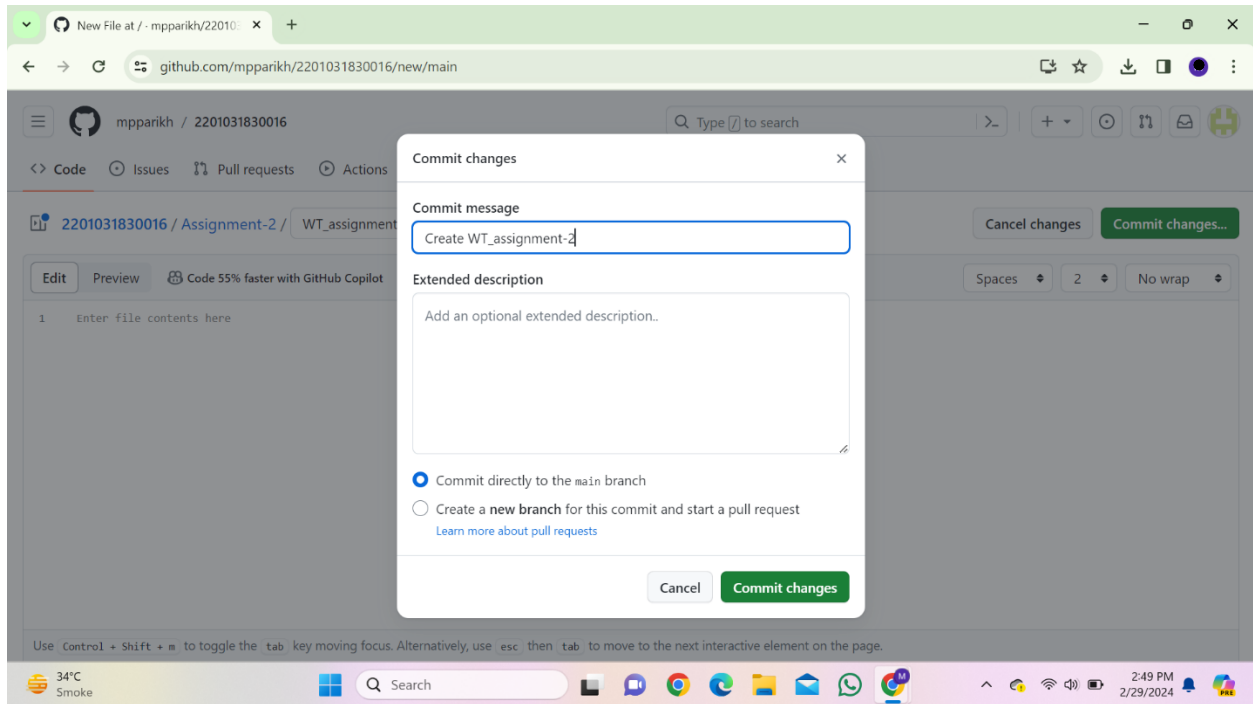 New File at / · mpparikh/22010
github.com/mpparikh/2201031830016/new/main
mpparikh / 2201031830016
Type / to search
<> Code Issues Pull requests Actions
2201031830016 / Assignment-2 / WT_assignment
Cancel changes Commit changes...
Edit Preview Code 55% faster with GitHub Copilot
Spaces 2 No wrap
1 Enter file contents here
Commit changes
Commit message
Create WT_assignment-2
Extended description
Add an optional extended description..
Commit directly to the main branch
Create a new branch for this commit and start a pull request
Learn more about pull requests
Cancel Commit changes
Use Control + Shift + m to toggle the tab key moving focus. Alternatively, use esc then tab to move to the next interactive element on the page.
34°C
Smoke
Search
M
2:49 PM
2/29/2024
PRE